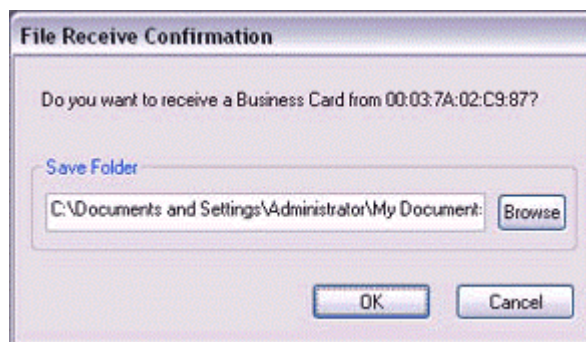 File Receive Confirmation
Do you want to receive a Business Card from 00:03:7A:02:C9:87?
Save Folder
C:\Documents and Settings\Administrator\My Document:
Browse
OK
Cancel